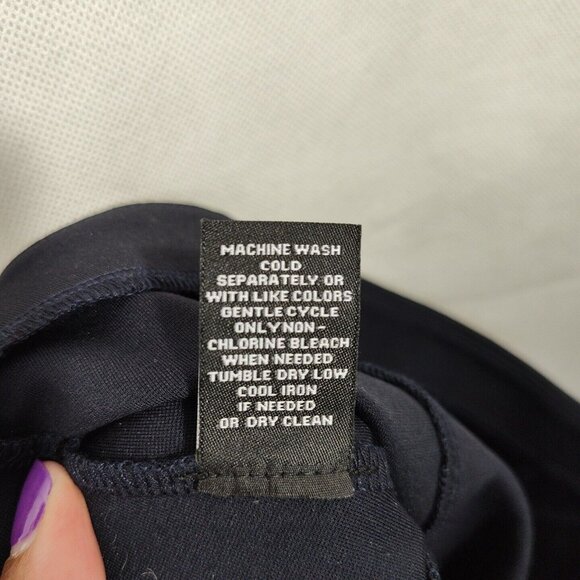 MACHINE WASH
COLD
SEPARATELY OR
WITH LIKE COLORS
GENTLE CYCLE
ONLYNON-
CHLORINE BLEACH
WHEN NEEDED
TUMBLE DRY LOW
COOL IRON
IF NEEDED
OR DRY CLEAN